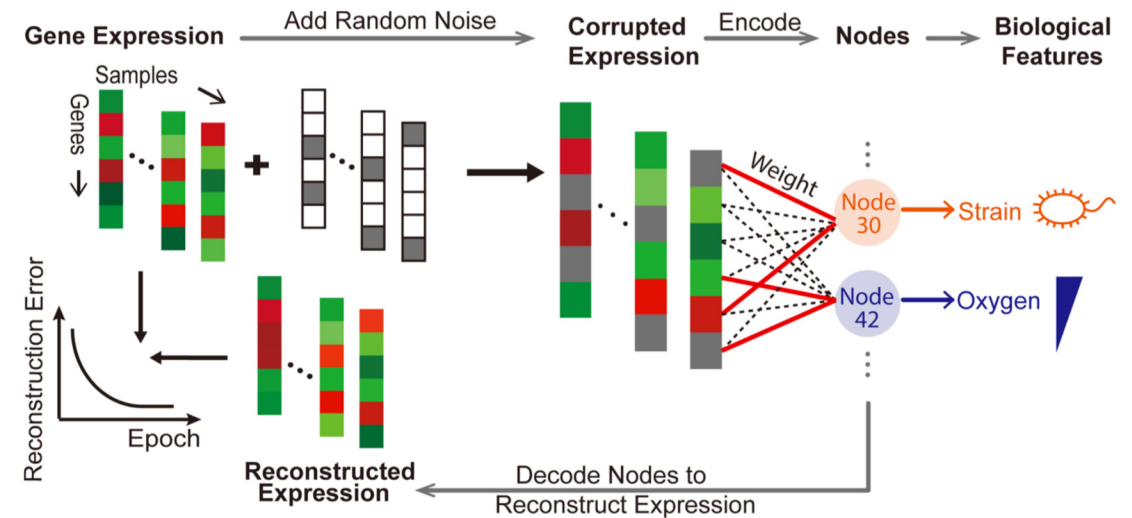 Gene Expression
Add Random Noise
Corrupted
Expression
Encode
Nodes
Biological
Features
Samples
Genes
Weight
Node
30
Strain
Node
42
Oxygen
Reconstruction Error
Epoch
Reconstructed
Expression
Decode Nodes to
Reconstruct Expression